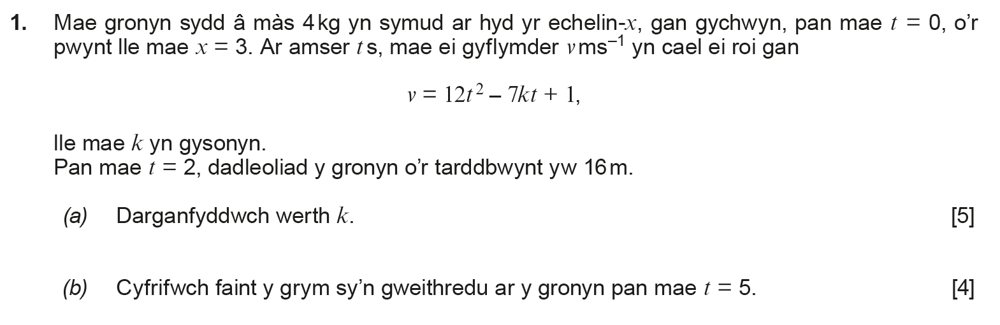 1. Mae gronyn sydd â màs 4 kg yn symud ar hyd yr echelin-x, gan gychwyn, pan mae t = 0, o’r
pwynt lle mae x = 3. Ar amser t s, mae ei gyflymder v ms⁻¹ yn cael ei roi gan
v = 12t² – 7kt + 1,
lle mae k yn gysonyn.
Pan mae t = 2, dadleoliad y gronyn o’r tarddbwynt yw 16 m.
(a) Darganfyddwch werth k. [5]
(b) Cyfrifwch faint y grym sy’n gweithredu ar y gronyn pan mae t = 5. [4]